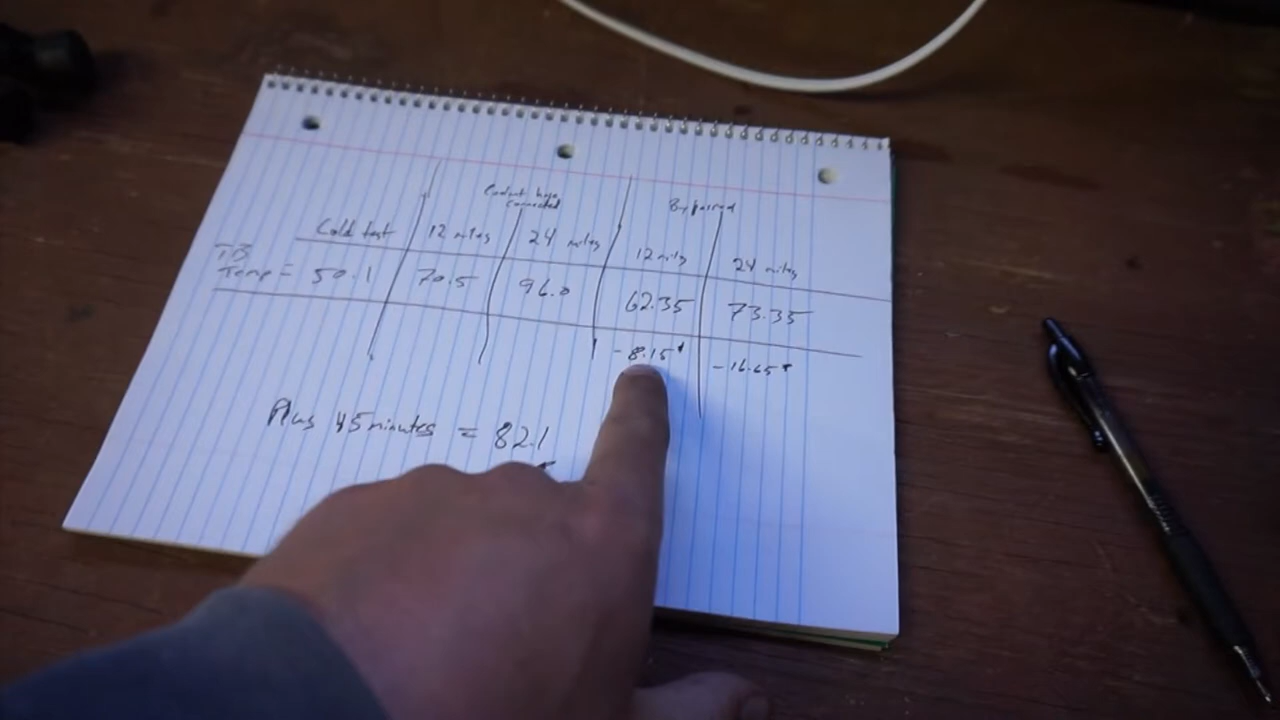 Coolant hose
connected
Bypassed
Cold test 12 miles 24 miles 12 miles 24 miles
TB
Temp = 50.1 70.5 96.0 62.35 73.35
-8.15° -16.65°
Plus 45 minutes = 82.1